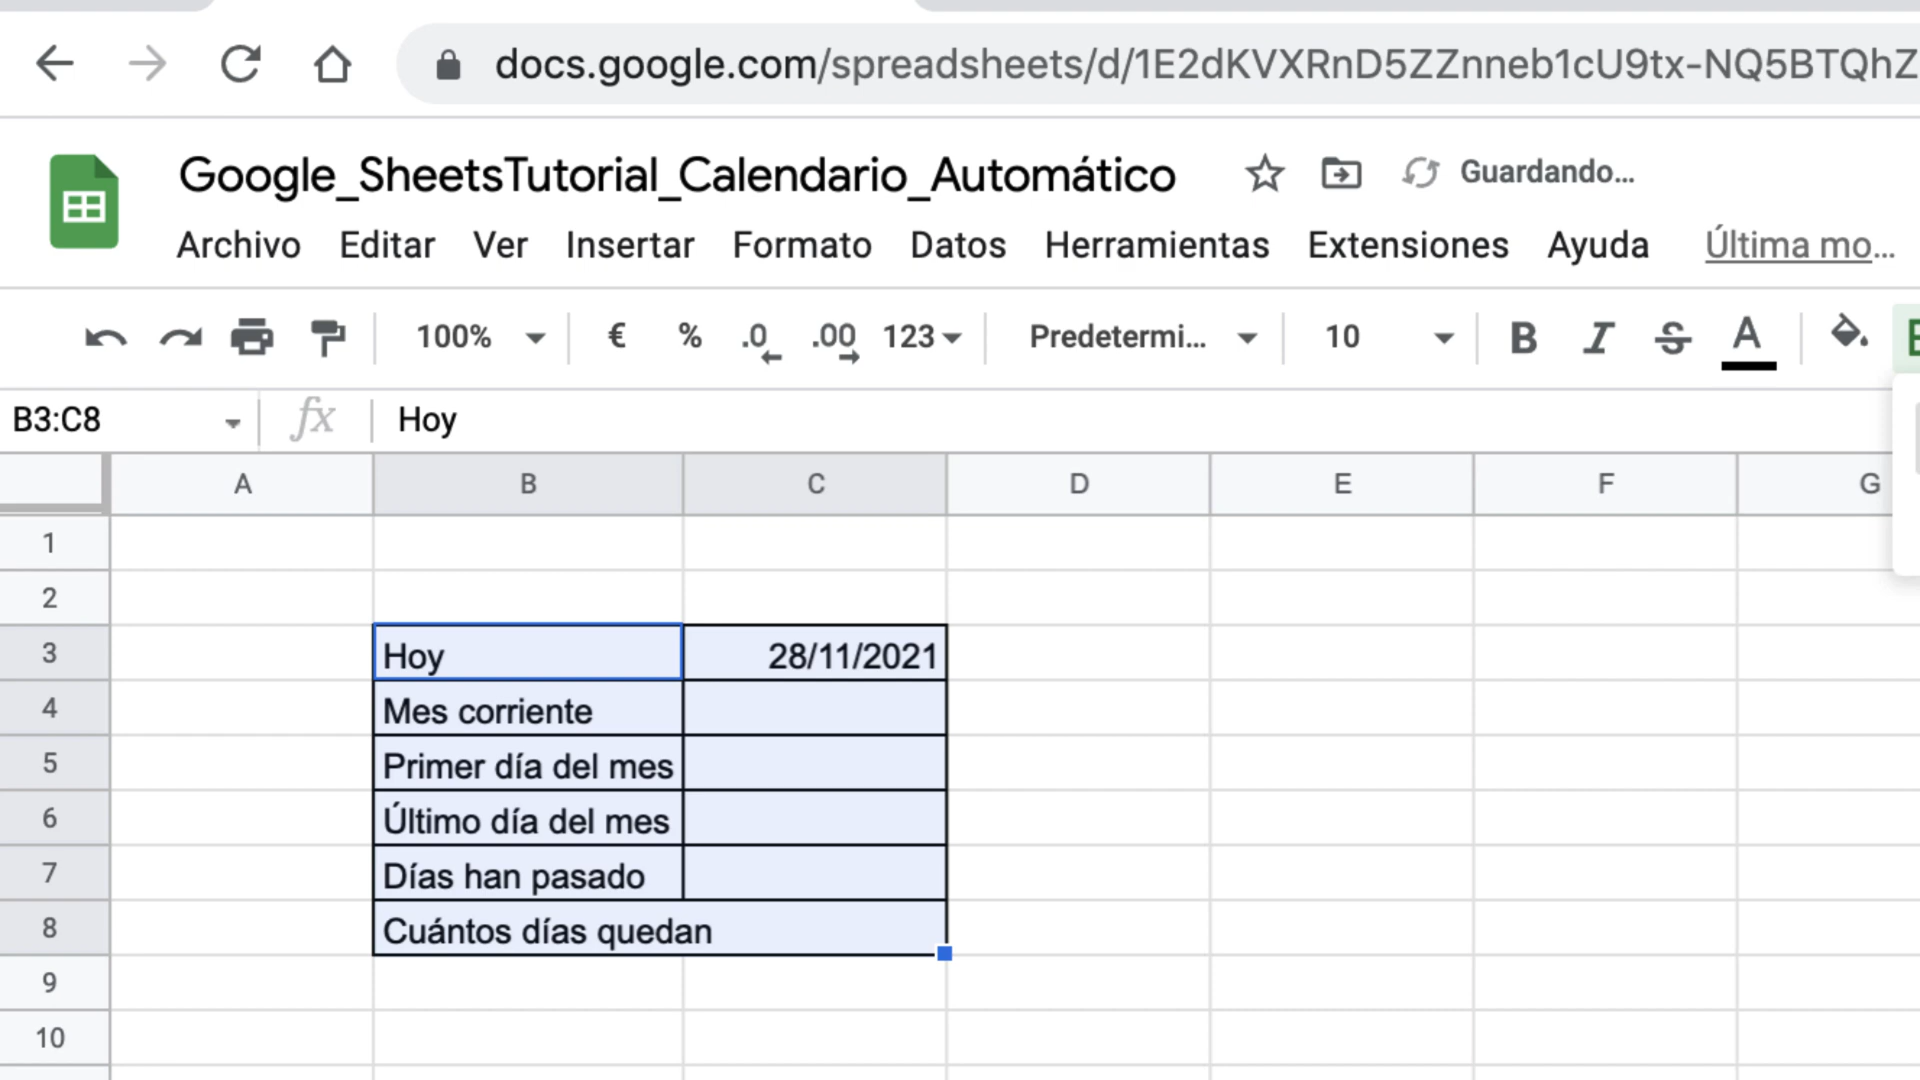 docs.google.com/spreadsheets/d/1E2dKVXRnD5ZZnneb1cU9tx-NQ5BTQhZ
Google_SheetsTutorial_Calendario_Automático Guardando...
Archivo Editar Ver Insertar Formato Datos Herramientas Extensiones Ayuda Última mo...
100% € % .0 .00 123 Predetermi... 10 B I S A
B3:C8 fx Hoy
A B C D E F G
1
2
3 Hoy 28/11/2021
4 Mes corriente
5 Primer día del mes
6 Último día del mes
7 Días han pasado
8 Cuántos días quedan
9
10